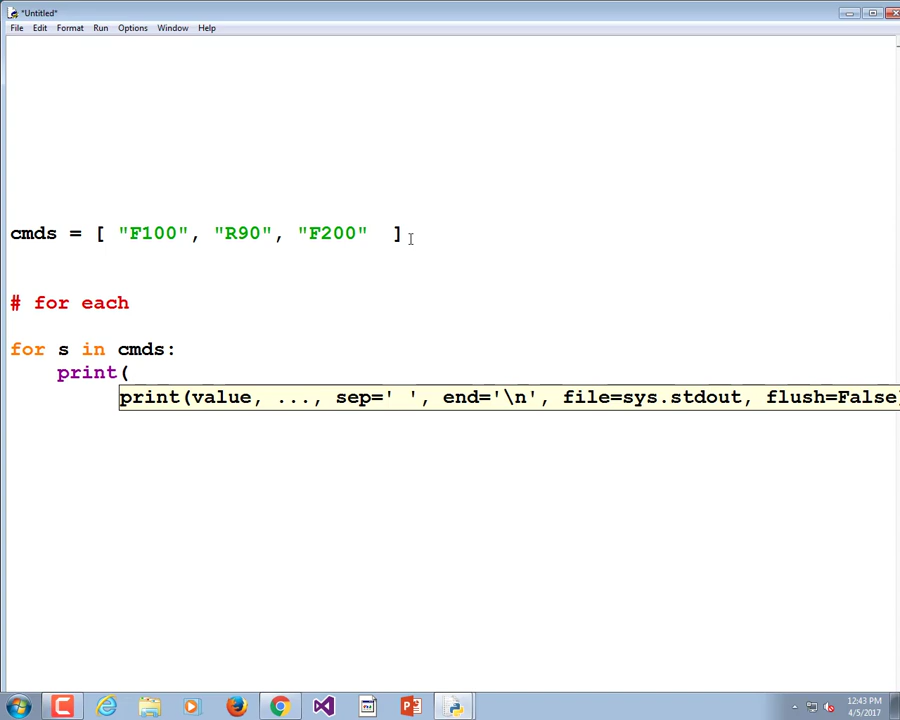 *Untitled*
File Edit Format Run Options Window Help
cmds = [ "F100", "R90", "F200"  ]
# for each
for s in cmds:
    print(
print(value, ..., sep=' ', end='\n', file=sys.stdout, flush=False)
12:43 PM
4/5/2017